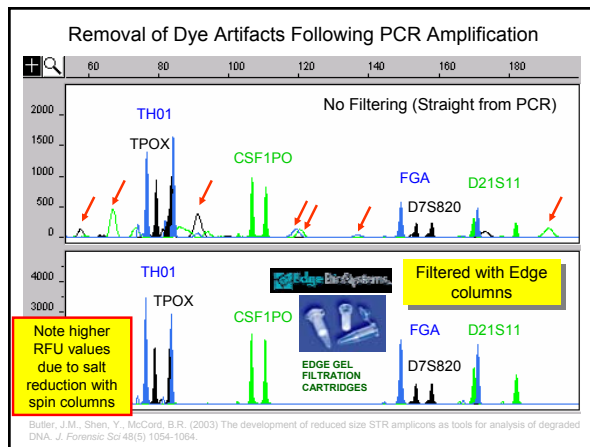 Removal of Dye Artifacts Following PCR Amplification
60 80 100 120 140 160 180
2000
1500
1000
500
0
No Filtering (Straight from PCR)
TH01
TPOX
CSF1PO
FGA
D21S11
D7S820
4000
3000
TH01
TPOX
CSF1PO
Edge BioSystems
EDGE GEL
FILTRATION
CARTRIDGES
Filtered with Edge
columns
FGA
D21S11
D7S820
Note higher
RFU values
due to salt
reduction with
spin columns
Butler, J.M., Shen, Y., McCord, B.R. (2003) The development of reduced size STR amplicons as tools for analysis of degraded
DNA. J. Forensic Sci 48(5) 1054-1064.